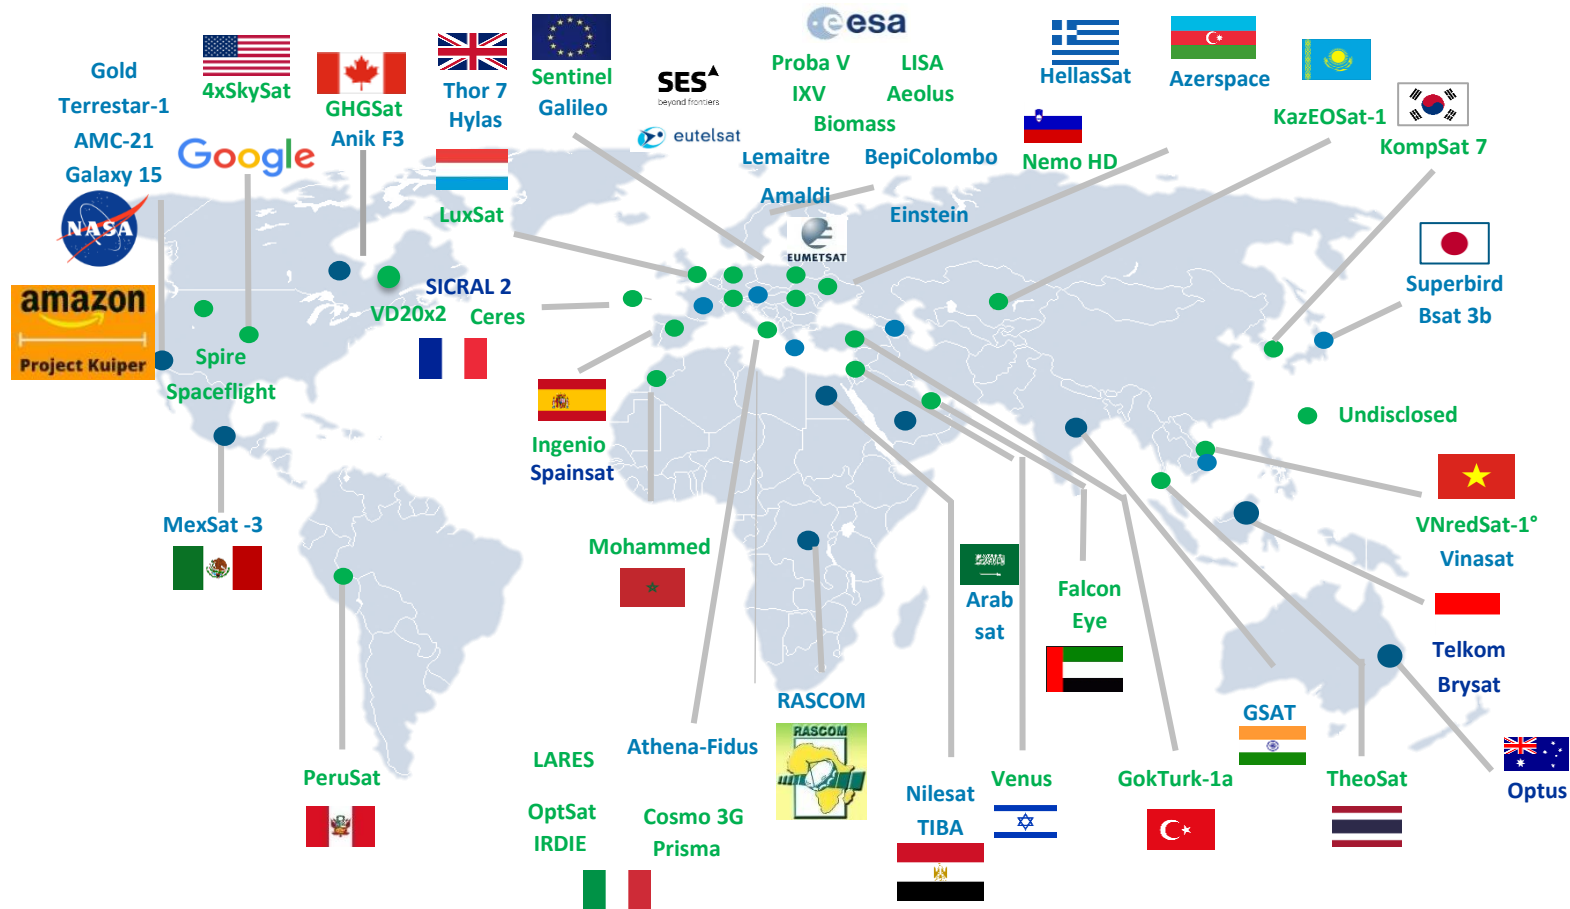 esa
Gold
Terrestar-1
AMC-21
Galaxy 15
NASA
amazon
Project Kuiper
4xSkySat
Google
GHGSat
Anik F3
Thor 7
Hylas
LuxSat
Sentinel
Galileo
SES
beyond frontiers
eutelsat
Proba V
LISA
IXV
Aeolus
Biomass
Lemaitre
BepiColombo
Amaldi
Einstein
EUMETSAT
HellasSat
Nemo HD
Azerspace
KazEOSat-1
KompSat 7
Superbird
Bsat 3b
SICRAL 2
VD20x2
Ceres
Spire
Spaceflight
Ingenio
Spainsat
Undisclosed
MexSat -3
Mohammed
Arab
sat
Falcon
Eye
VNredSat-1°
Vinasat
Telkom
Brysat
RASCOM
RASCOM
GSAT
Optus
PeruSat
LARES
Athena-Fidus
OptSat
IRDIE
Cosmo 3G
Prisma
Nilesat
TIBA
Venus
GokTurk-1a
TheoSat